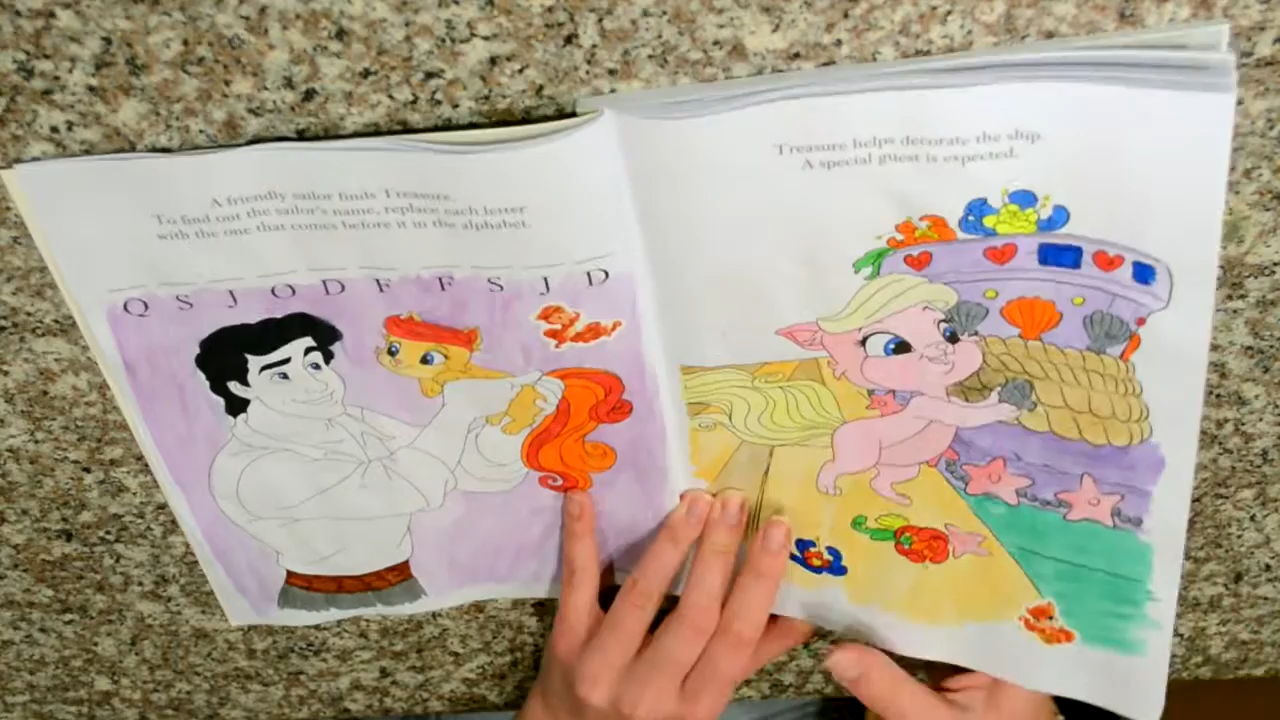 A friendly sailor finds Treasure.
To find out the sailor's name, replace each letter
with the one that comes before it in the alphabet.
Q S J O D F F S J D
Treasure helps decorate the ship.
A special guest is expected.